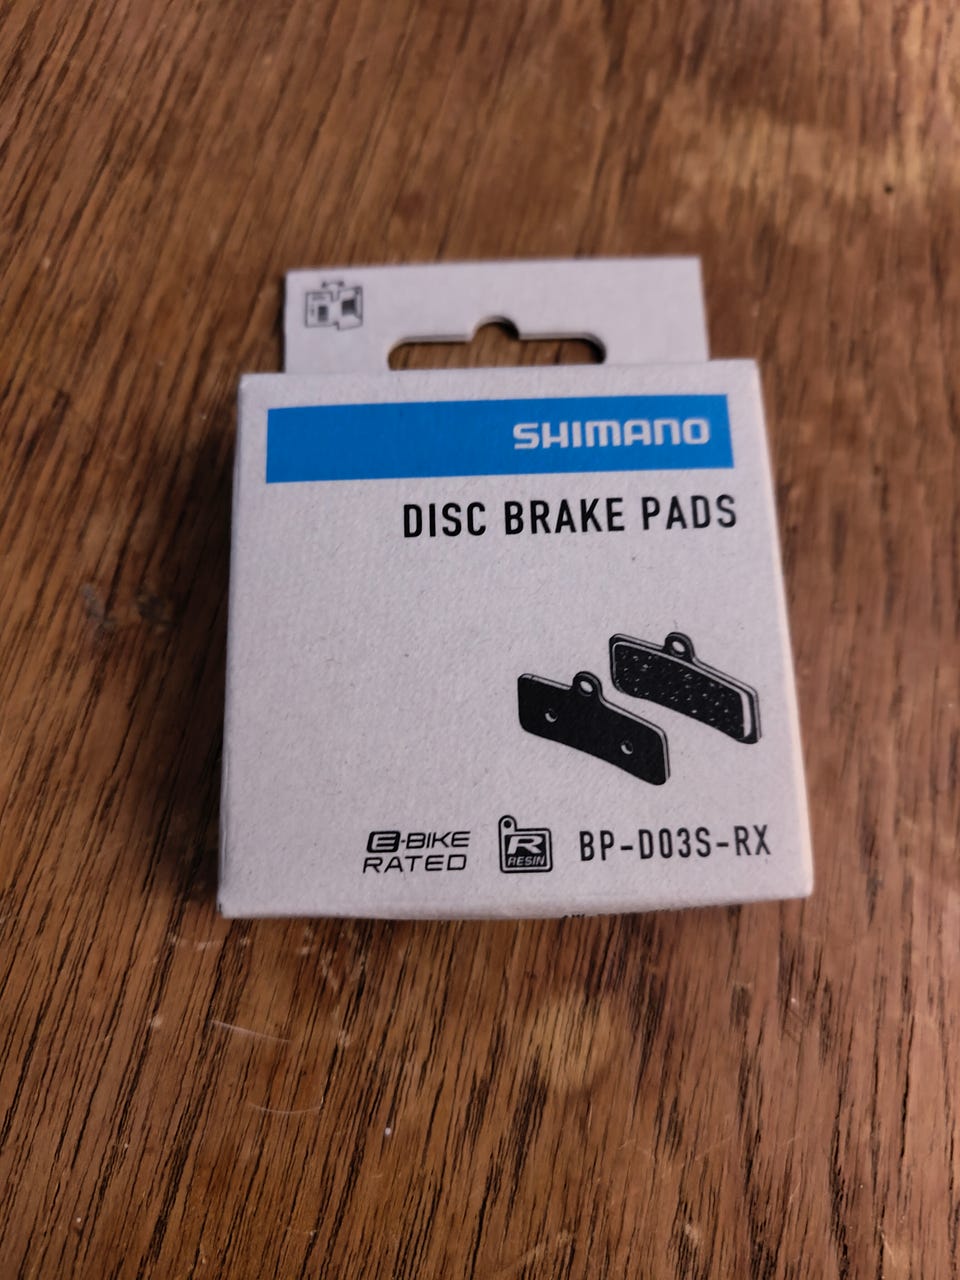 SHIMANO
DISC BRAKE PADS
E-BIKE
RATED
R
RESIN
BP-D03S-RX